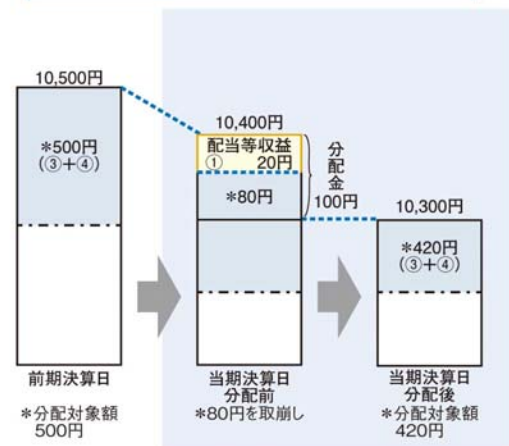 10,500円
*500円
(③+④)
前期決算日
*分配対象額
500円
10,400円
配当等収益
① 20円
*80円
分配金
100円
当期決算日
分配前
*80円を取崩し
10,300円
*420円
(③+④)
当期決算日
分配後
*分配対象額
420円